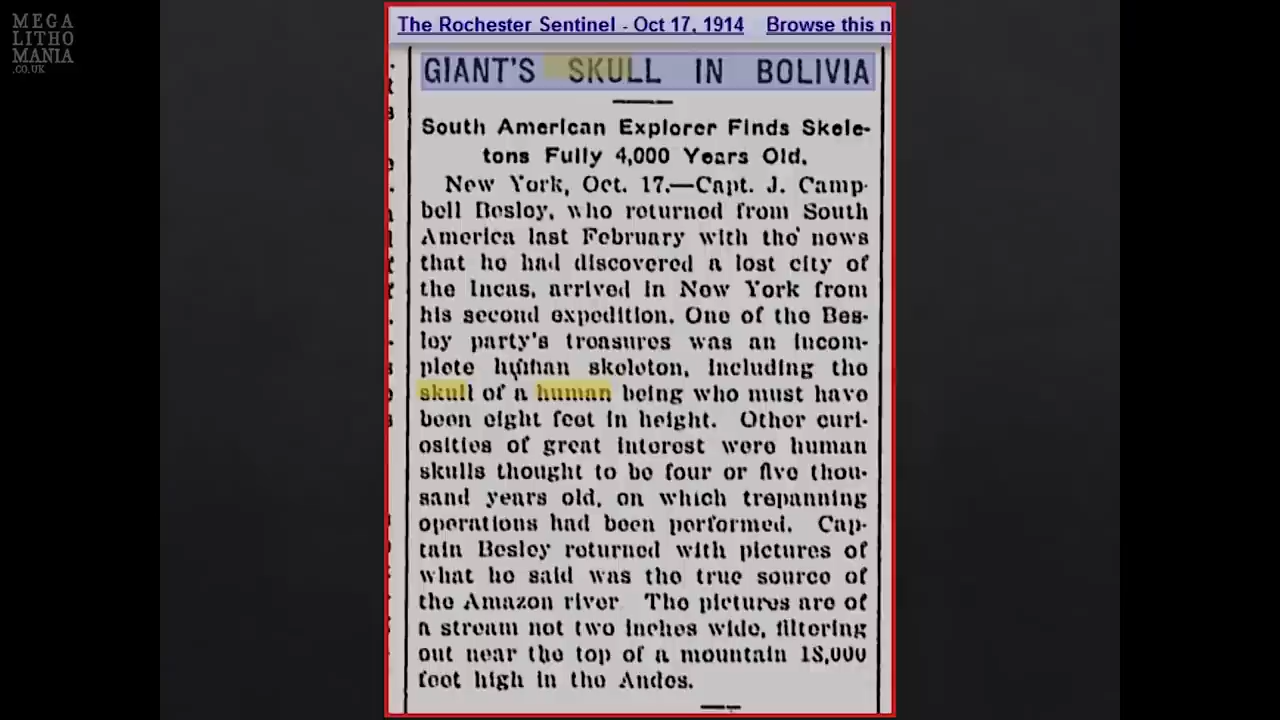 MEGA
LITHO
MANIA
.CO.UK
The Rochester Sentinel - Oct 17, 1914 Browse this n
GIANT'S SKULL IN BOLIVIA
South American Explorer Finds Skele-
tons Fully 4,000 Years Old.
New York, Oct. 17.—Capt. J. Camp-
bell Besley, who returned from South
America last February with the news
that he had discovered a lost city of
the Incas, arrived in New York from
his second expedition. One of the Bes-
ley party's treasures was an incom-
plete human skeleton, including the
skull of a human being who must have
been eight feet in height. Other curi-
osities of great interest were human
skulls thought to be four or five thou-
sand years old, on which trepanning
operations had been performed. Cap-
tain Besley returned with pictures of
what he said was the true source of
the Amazon river The pictures are of
a stream not two inches wide, filtering
out near the top of a mountain 18,000
feet high in the Andes.